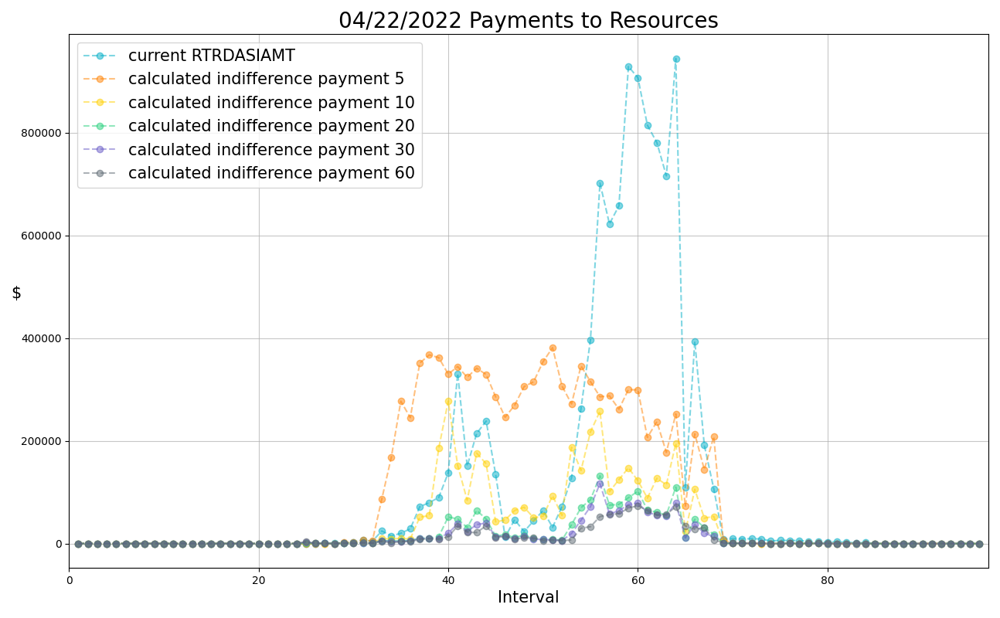 04/22/2022 Payments to Resources
current RTRDASIAMT
calculated indifference payment 5
calculated indifference payment 10
calculated indifference payment 20
calculated indifference payment 30
calculated indifference payment 60
800000
600000
$
400000
200000
0
0 20 40 60 80
Interval